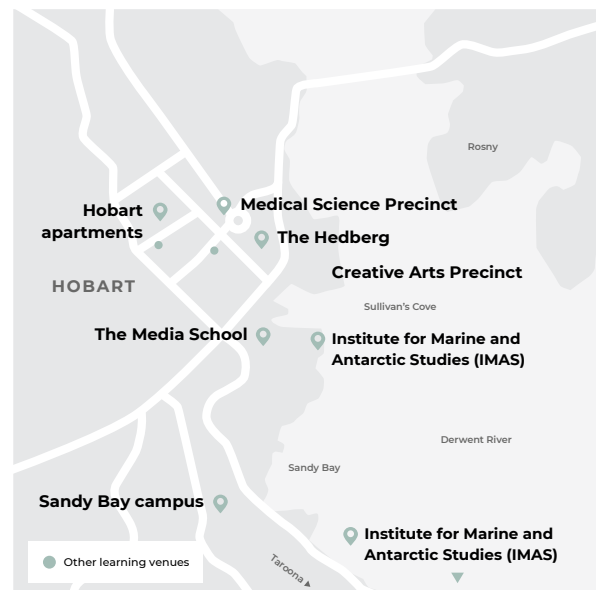 Rosny
Medical Science Precinct
Hobart
apartments
The Hedberg
Creative Arts Precinct
HOBART
Sullivan's Cove
The Media School
Institute for Marine and
Antarctic Studies (IMAS)
Derwent River
Sandy Bay
Sandy Bay campus
Institute for Marine and
Antarctic Studies (IMAS)
Other learning venues
Taroona